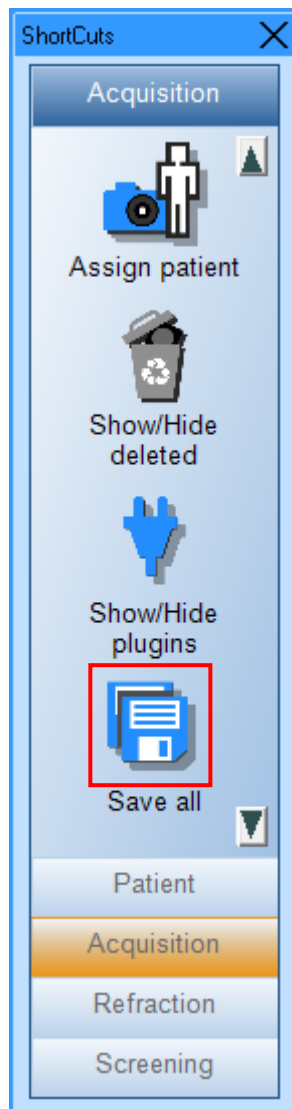 ShortCuts
Acquisition
Assign patient
Show/Hide
deleted
Show/Hide
plugins
Save all
Patient
Acquisition
Refraction
Screening